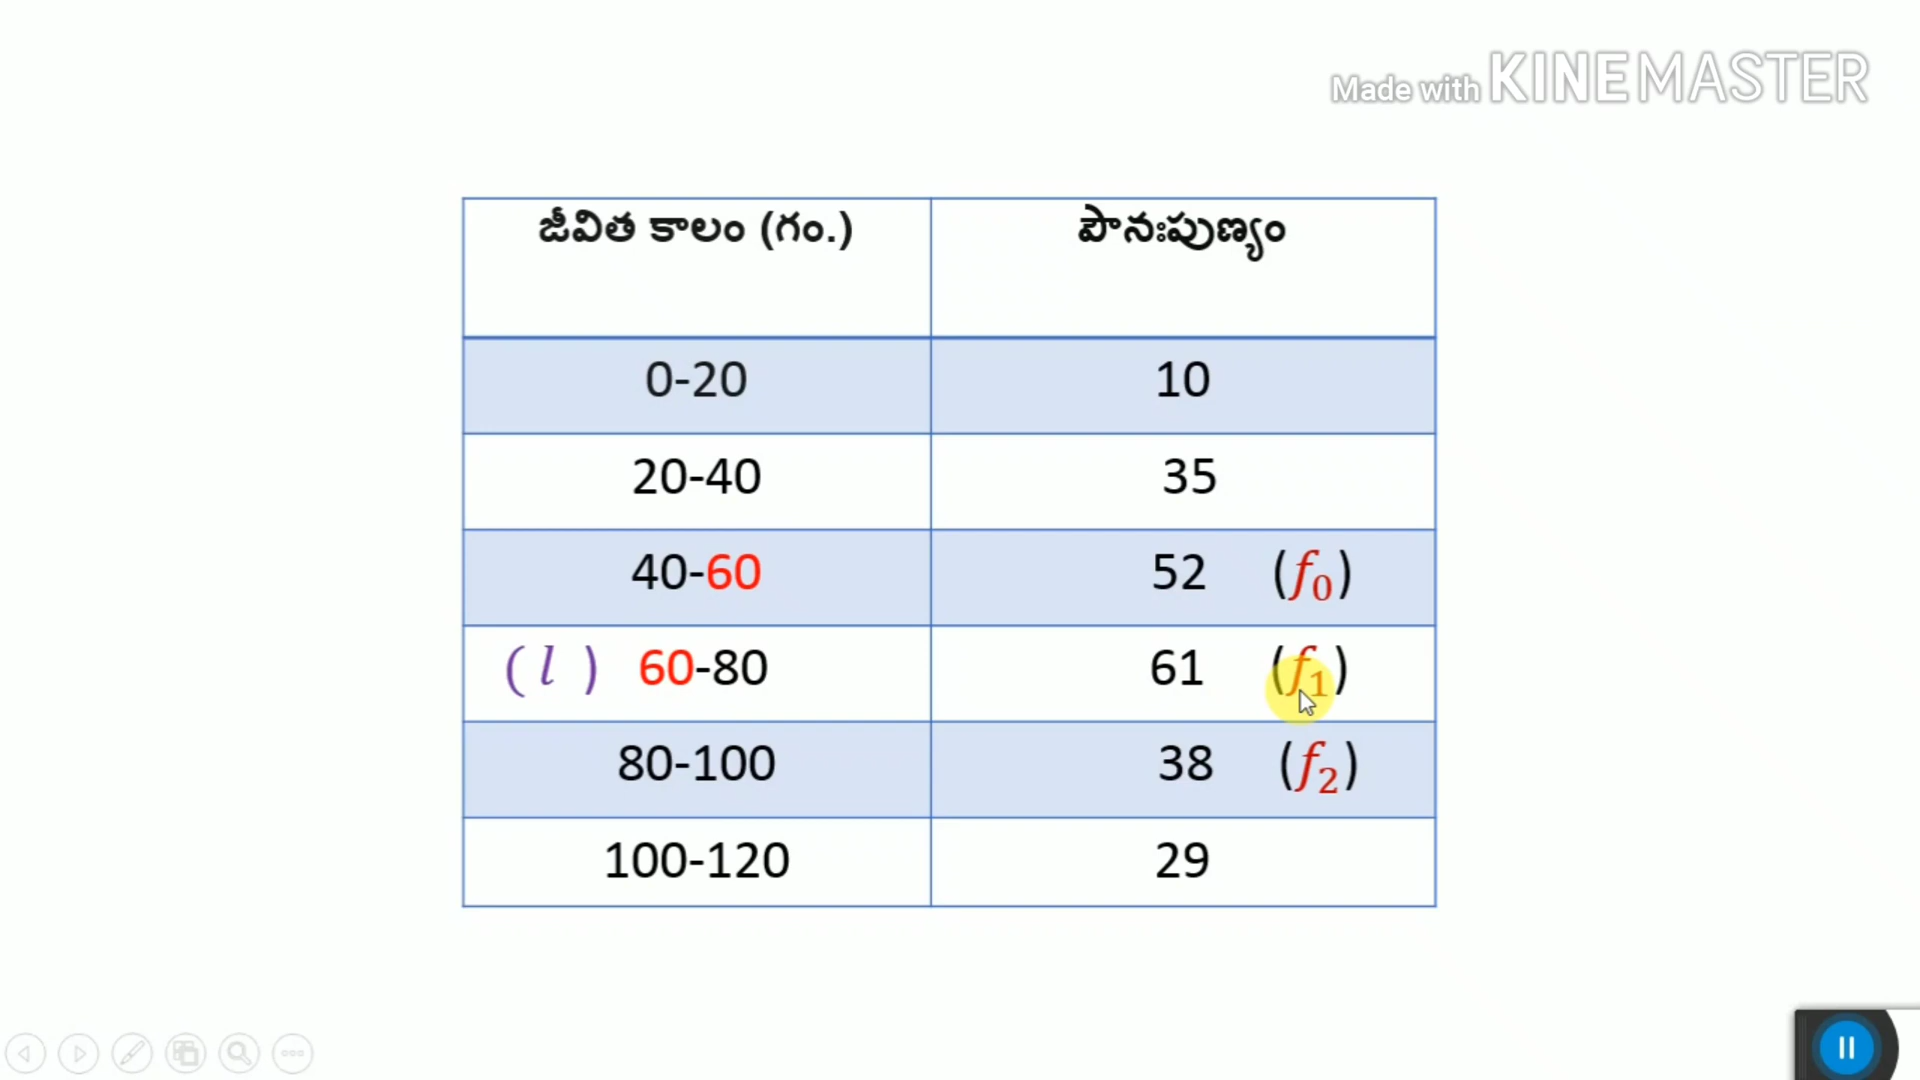 Made with KINEMASTER
జీవిత కాలం (గం.) పౌనఃపుణ్యం
0-20 10
20-40 35
40-60 52 (f₀)
(l) 60-80 61 (f₁)
80-100 38 (f₂)
100-120 29